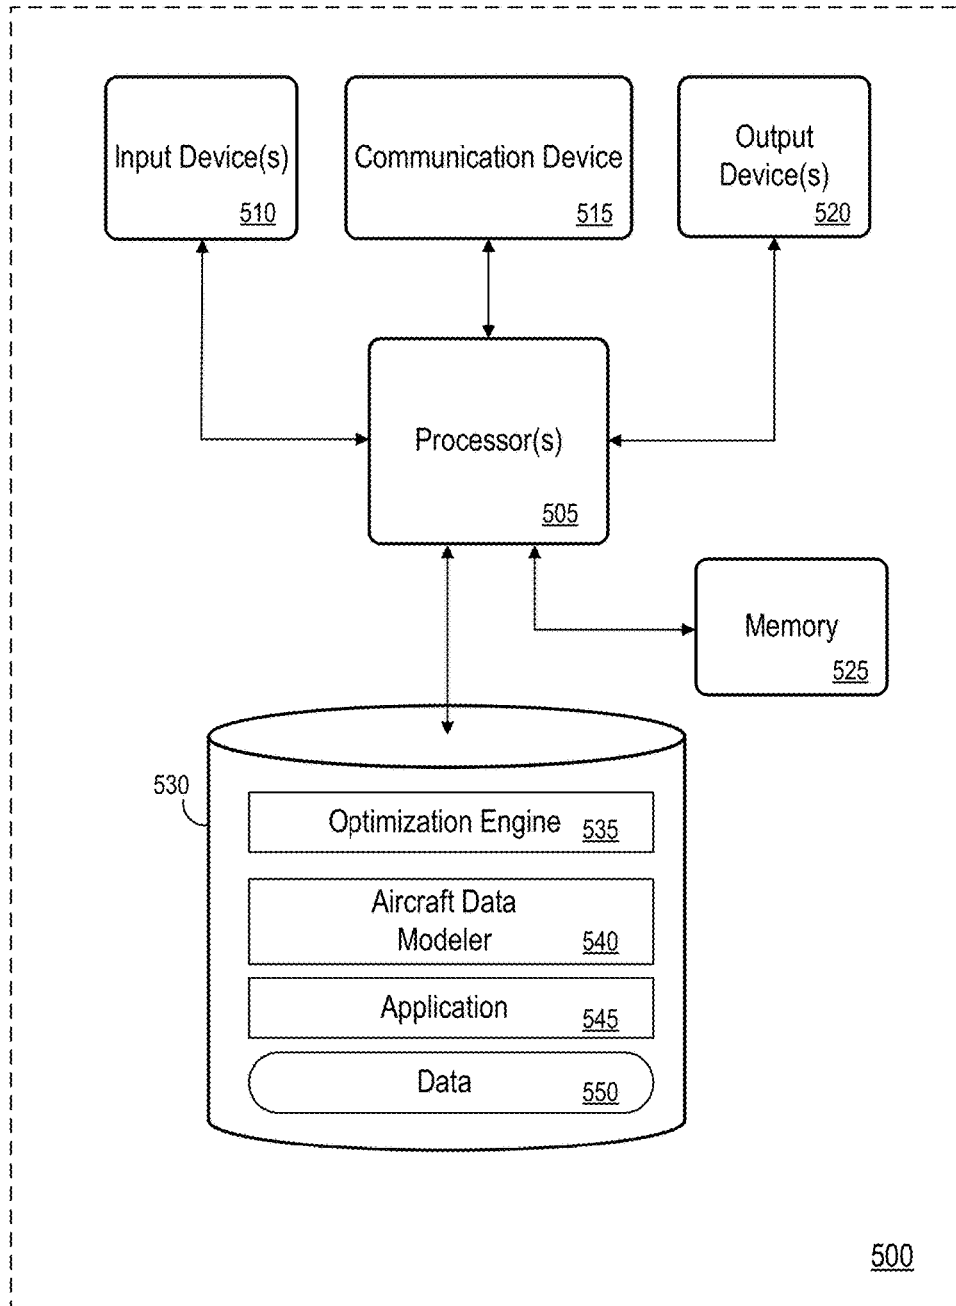 Input Device(s)
510
Communication Device
515
Output
Device(s)
520
Processor(s)
505
Memory
525
530
Optimization Engine 535
Aircraft Data
Modeler 540
Application 545
Data 550
500